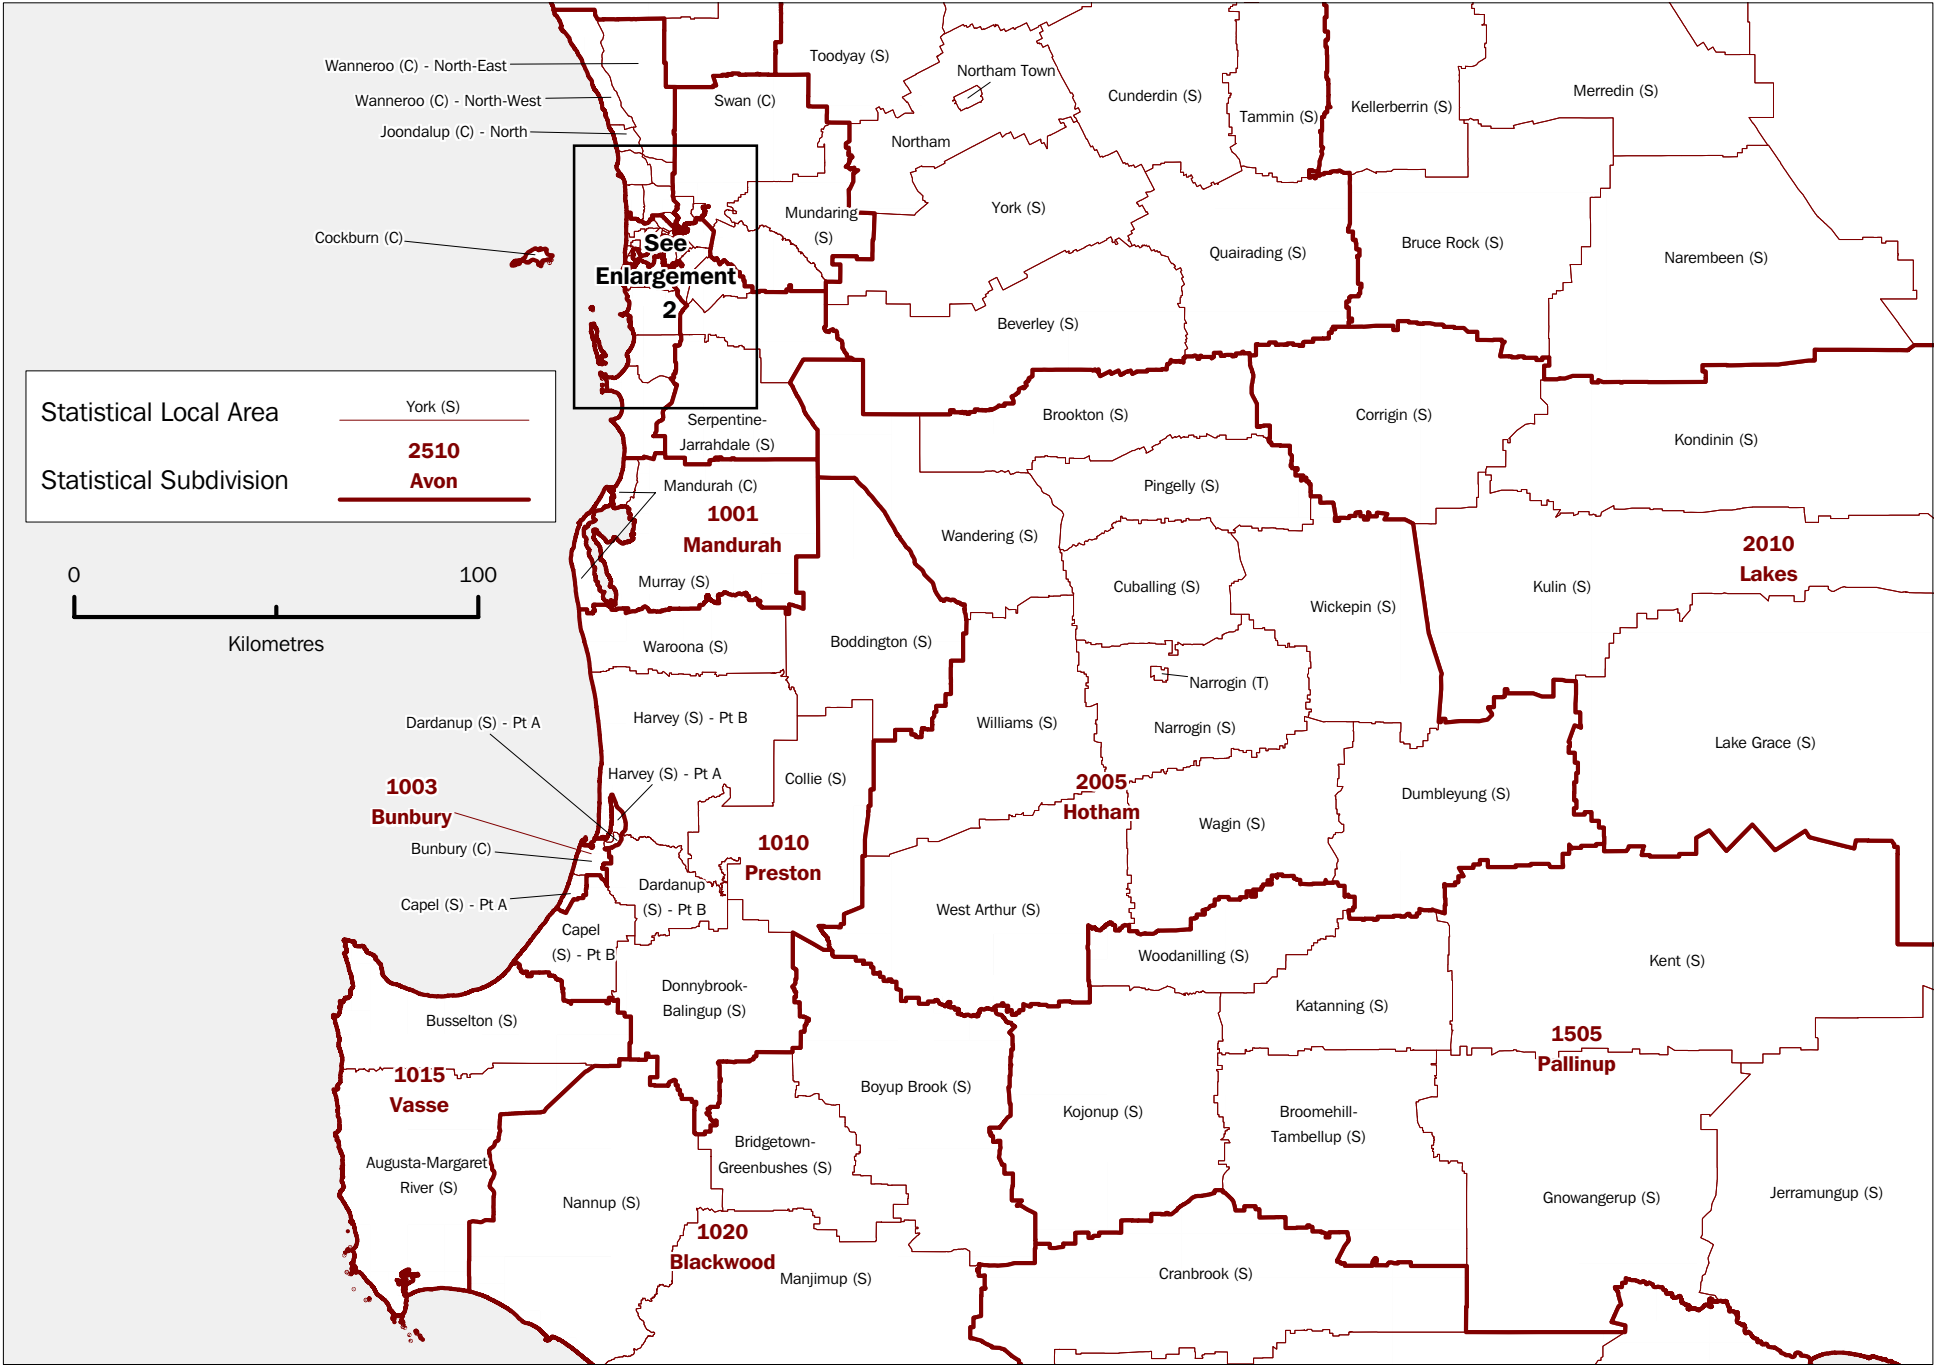 Toodyay (S)
Wanneroo (C) - North-East
Northam Town
Wanneroo (C) - North-West
Swan (C)
Cunderdin (S)
Tammin (S)
Kellerberrin (S)
Merredin (S)
Joondalup (C) - North
Northam
York (S)
Mundaring
(S)
Cockburn (C)
See
Enlargement
2
Quairading (S)
Bruce Rock (S)
Narembeen (S)
Beverley (S)
Statistical Local Area
York (S)
2510
Avon
Statistical Subdivision
Serpentine-
Jarrahdale (S)
Brookton (S)
Corrigin (S)
Kondinin (S)
Mandurah (C)
1001
Mandurah
Pingelly (S)
Wandering (S)
2010
Lakes
0
100
Kilometres
Murray (S)
Cuballing (S)
Wickepin (S)
Kulin (S)
Waroona (S)
Boddington (S)
Narrogin (T)
Dardanup (S) - Pt A
Harvey (S) - Pt B
Williams (S)
Narrogin (S)
Lake Grace (S)
Harvey (S) - Pt A
Collie (S)
1003
Bunbury
2005
Hotham
Dumbleyung (S)
Wagin (S)
Bunbury (C)
1010
Preston
Dardanup
(S) - Pt B
Capel (S) - Pt A
West Arthur (S)
Capel
(S) - Pt B
Woodanilling (S)
Kent (S)
Donnybrook-
Balingup (S)
Katanning (S)
Busselton (S)
1505
Pallinup
1015
Vasse
Boyup Brook (S)
Kojonup (S)
Broomehill-
Tambellup (S)
Bridgetown-
Greenbushes (S)
Augusta-Margaret
River (S)
Nannup (S)
Gnowangerup (S)
Jerramungup (S)
1020
Blackwood
Manjimup (S)
Cranbrook (S)